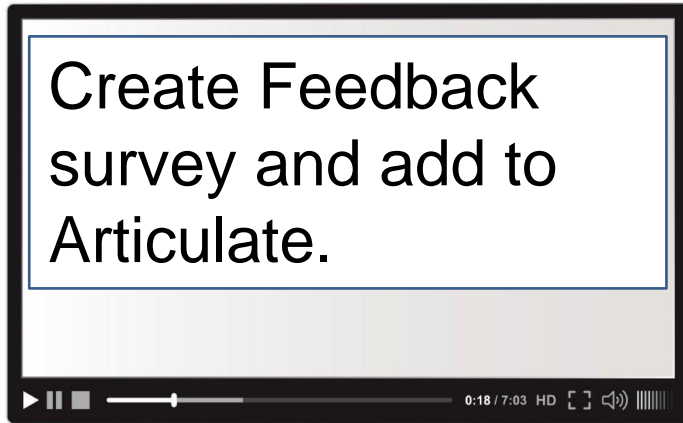 Create Feedback
survey and add to
Articulate.
0:18 / 7:03 HD